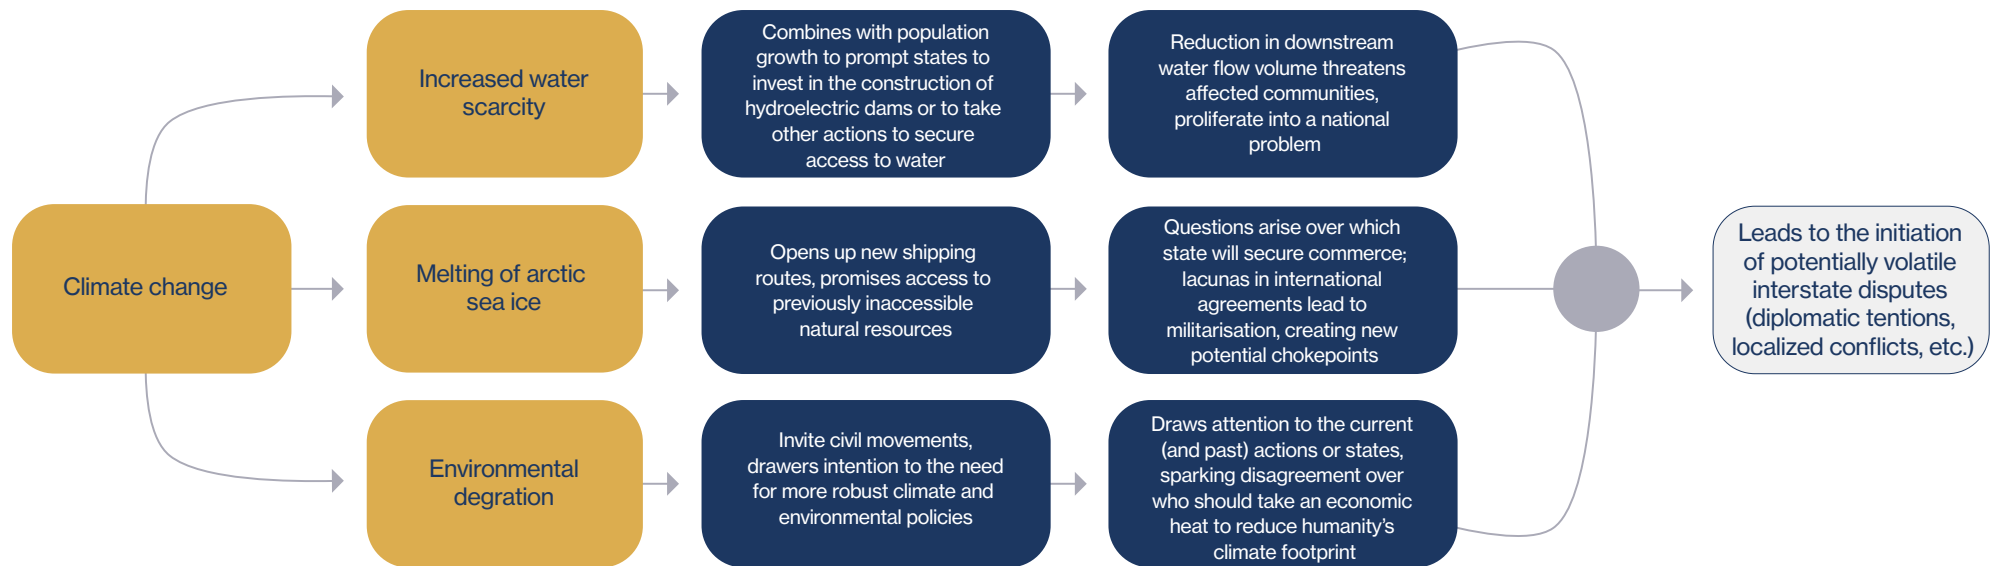 Climate change
Increased water
scarcity
Combines with population
growth to prompt states to
invest in the construction of
hydroelectric dams or to take
other actions to secure
access to water
Reduction in downstream
water flow volume threatens
affected communities,
proliferate into a national
problem
Melting of arctic
sea ice
Opens up new shipping
routes, promises access to
previously inaccessible
natural resources
Questions arise over which
state will secure commerce;
lacunas in international
agreements lead to
militarisation, creating new
potential chokepoints
Environmental
degration
Invite civil movements,
drawers intention to the need
for more robust climate and
environmental policies
Draws attention to the current
(and past) actions or states,
sparking disagreement over
who should take an economic
heat to reduce humanity’s
climate footprint
Leads to the initiation
of potentially volatile
interstate disputes
(diplomatic tentions,
localized conflicts, etc.)